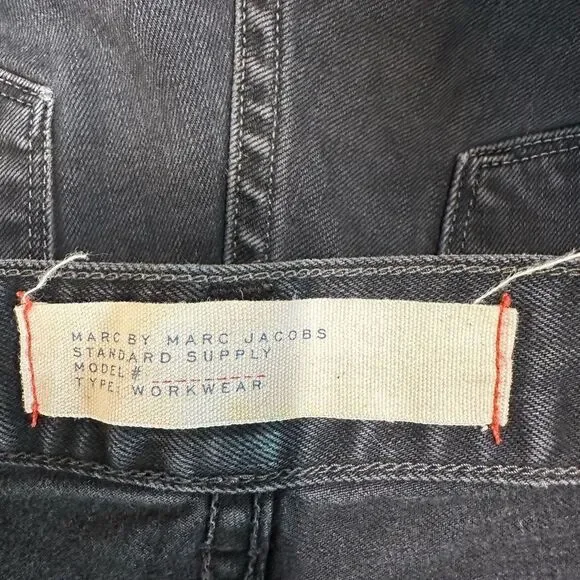 MARC BY MARC JACOBS
STANDARD SUPPLY
MODEL #
TYPE: WORKWEAR